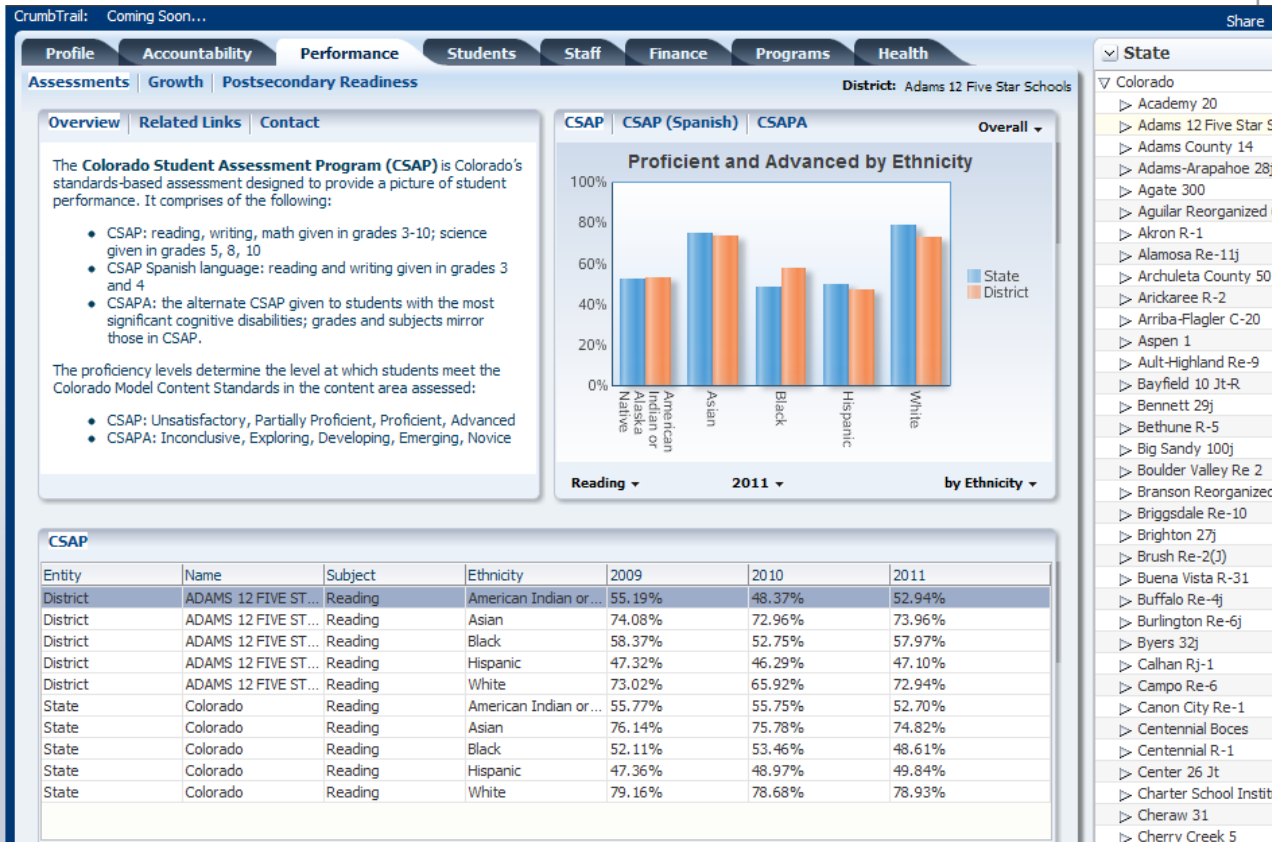 CrumbTrail: Coming Soon...
Share
Profile Accountability Performance Students Staff Finance Programs Health
Assessments Growth Postsecondary Readiness
District: Adams 12 Five Star Schools
Overview Related Links Contact
The Colorado Student Assessment Program (CSAP) is Colorado's
standards-based assessment designed to provide a picture of student
performance. It comprises of the following:
• CSAP: reading, writing, math given in grades 3-10; science
given in grades 5, 8, 10
• CSAP Spanish language: reading and writing given in grades 3
and 4
• CSAPA: the alternate CSAP given to students with the most
significant cognitive disabilities; grades and subjects mirror
those in CSAP.
The proficiency levels determine the level at which students meet the
Colorado Model Content Standards in the content area assessed:
• CSAP: Unsatisfactory, Partially Proficient, Proficient, Advanced
• CSAPA: Inconclusive, Exploring, Developing, Emerging, Novice
CSAP CSAP (Spanish) CSAPA
Overall
Proficient and Advanced by Ethnicity
100%
80%
60%
40%
20%
0%
State
District
American
Indian or
Alaska
Native
Asian
Black
Hispanic
White
Reading 2011 by Ethnicity
CSAP
Entity Name Subject Ethnicity 2009 2010 2011
District ADAMS 12 FIVE ST... Reading American Indian or... 55.19% 48.37% 52.94%
District ADAMS 12 FIVE ST... Reading Asian 74.08% 72.96% 73.96%
District ADAMS 12 FIVE ST... Reading Black 58.37% 52.75% 57.97%
District ADAMS 12 FIVE ST... Reading Hispanic 47.32% 46.29% 47.10%
District ADAMS 12 FIVE ST... Reading White 73.02% 65.92% 72.94%
State Colorado Reading American Indian or... 55.77% 55.75% 52.70%
State Colorado Reading Asian 76.14% 75.78% 74.82%
State Colorado Reading Black 52.11% 53.46% 48.61%
State Colorado Reading Hispanic 47.36% 48.97% 49.84%
State Colorado Reading White 79.16% 78.68% 78.93%
State
Colorado
Academy 20
Adams 12 Five Star S
Adams County 14
Adams-Arapahoe 28j
Agate 300
Aguilar Reorganized
Akron R-1
Alamosa Re-11j
Archuleta County 50
Arickaree R-2
Arriba-Flagler C-20
Aspen 1
Ault-Highland Re-9
Bayfield 10 Jt-R
Bennett 29j
Bethune R-5
Big Sandy 100j
Boulder Valley Re 2
Branson Reorganized
Briggsdale Re-10
Brighton 27j
Brush Re-2(J)
Buena Vista R-31
Buffalo Re-4j
Burlington Re-6j
Byers 32j
Calhan Rj-1
Campo Re-6
Canon City Re-1
Centennial Boces
Centennial R-1
Center 26 Jt
Charter School Instit
Cheraw 31
Cherry Creek 5